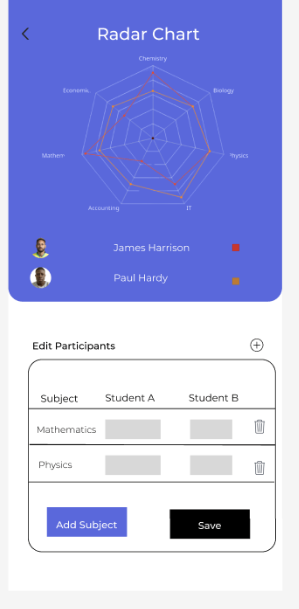 Radar Chart
Chemistry
Economic.
Biology
Mathem
Physics
Accounting
IT
James Harrison
Paul Hardy
Edit Participants
Subject Student A Student B
Mathematics
Physics
Add Subject Save